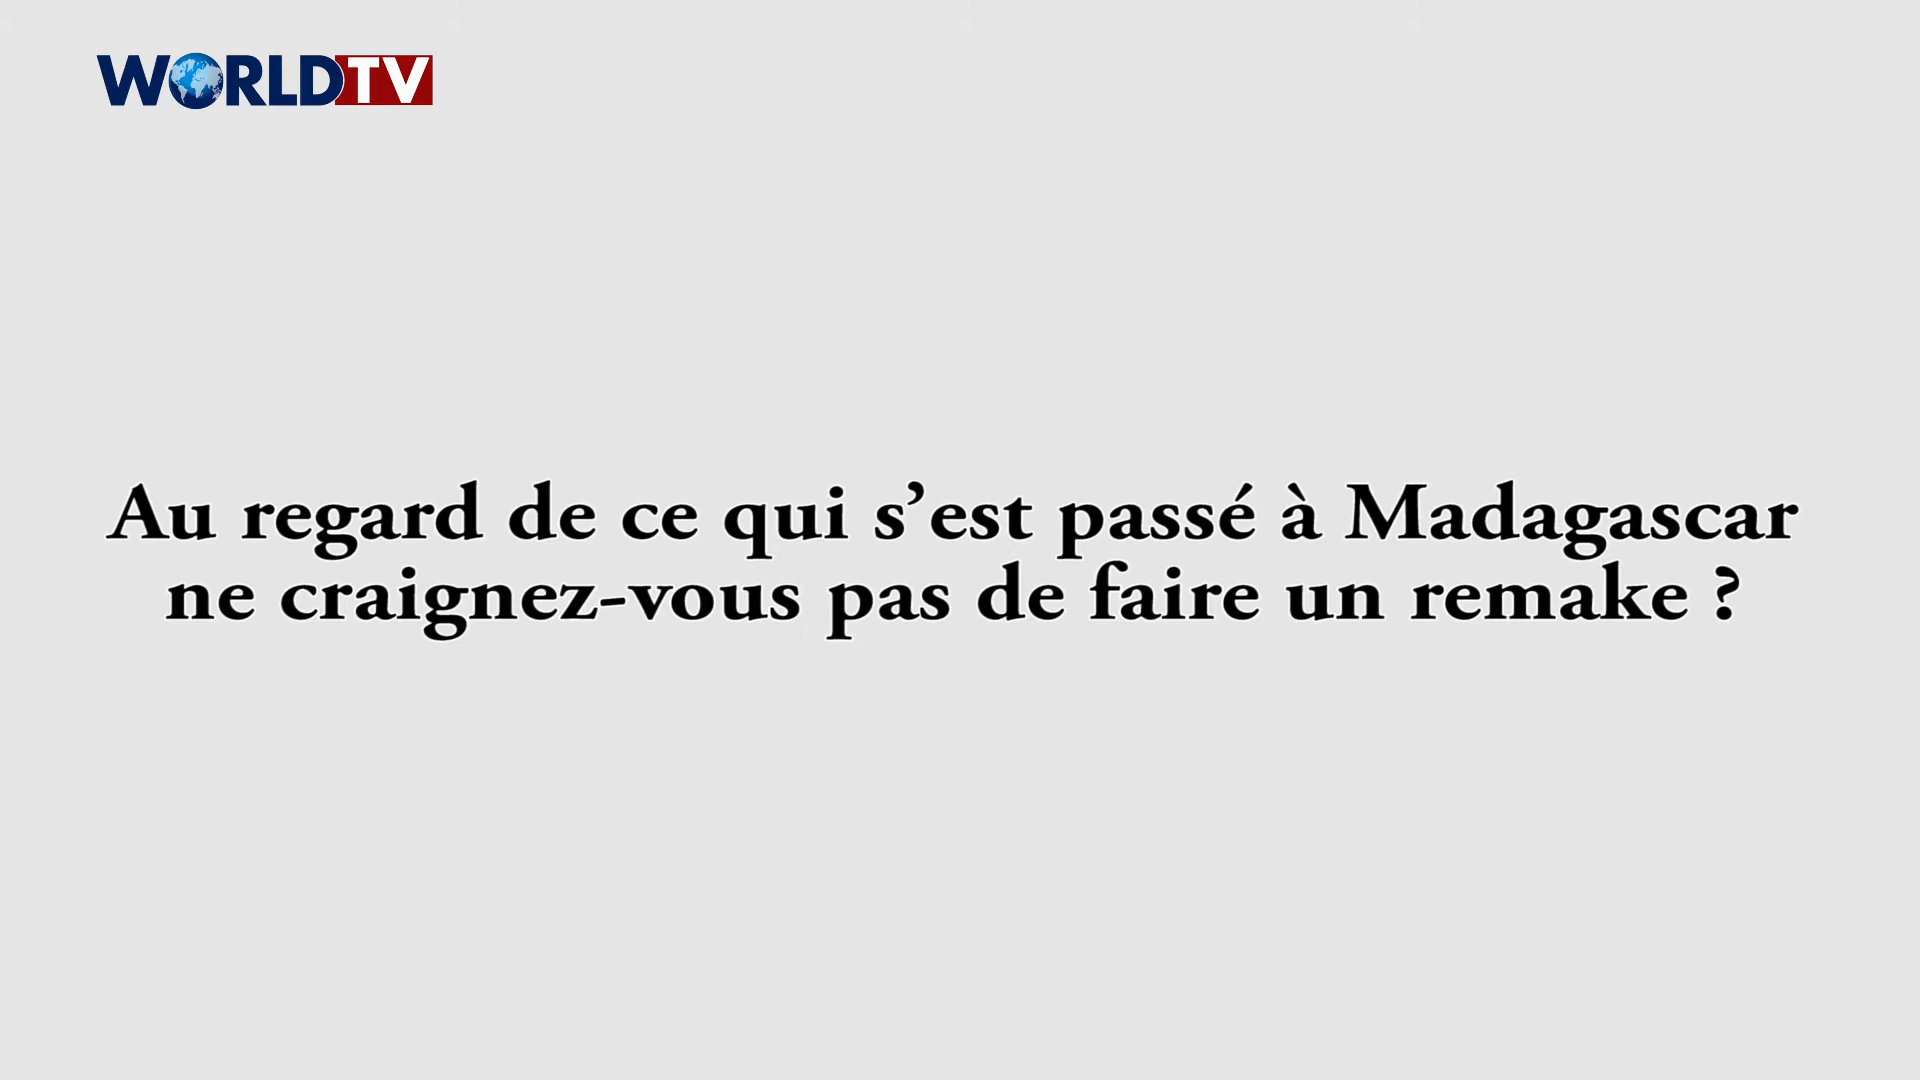 WORLDTV
Au regard de ce qui s’est passé à Madagascar
ne craignez-vous pas de faire un remake ?